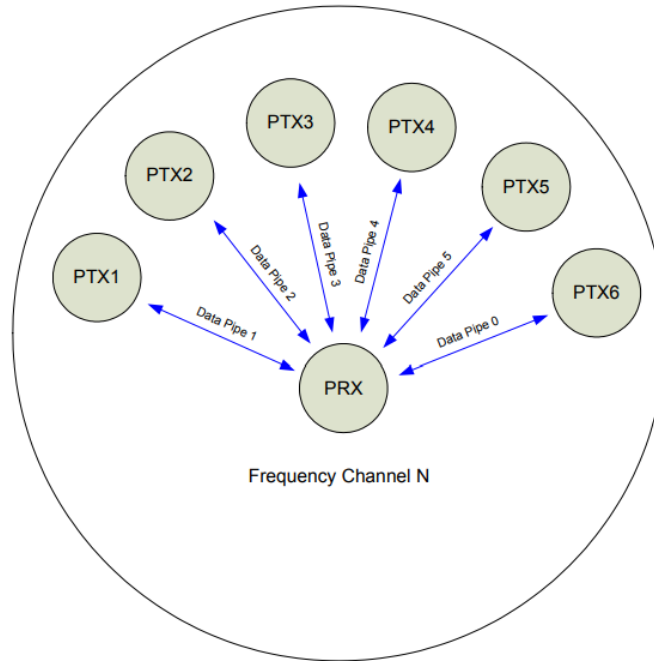 PTX3
PTX4
PTX2
PTX5
PTX1
PTX6
Data Pipe 1
Data Pipe 2
Data Pipe 3
Data Pipe 4
Data Pipe 5
Data Pipe 0
PRX
Frequency Channel N